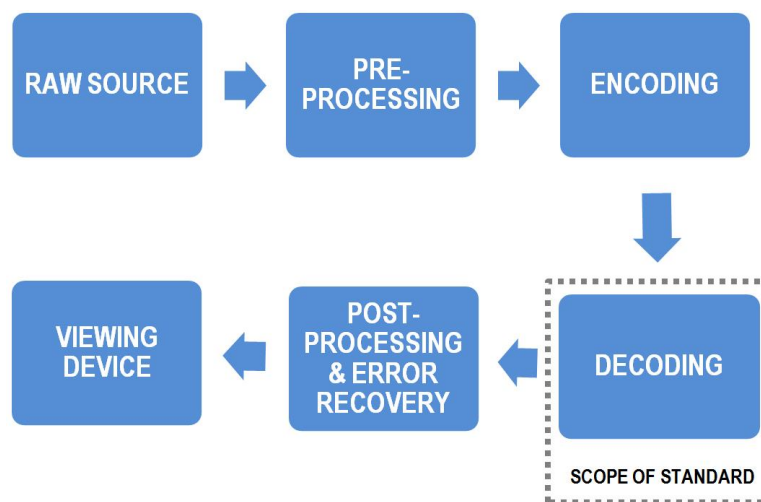 RAW SOURCE
PRE-
PROCESSING
ENCODING
VIEWING
DEVICE
POST-
PROCESSING
& ERROR
RECOVERY
DECODING
SCOPE OF STANDARD